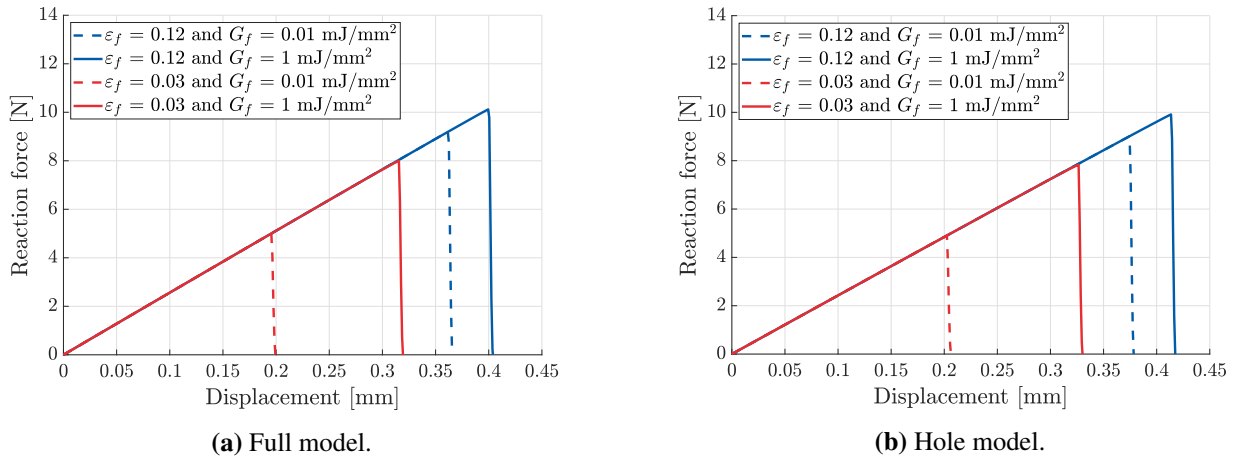 14
12
10
8
6
4
2
0
Reaction force [N]
ε_f = 0.12 and G_f = 0.01 mJ/mm²
ε_f = 0.12 and G_f = 1 mJ/mm²
ε_f = 0.03 and G_f = 0.01 mJ/mm²
ε_f = 0.03 and G_f = 1 mJ/mm²
0 0.05 0.1 0.15 0.2 0.25 0.3 0.35 0.4 0.45
Displacement [mm]
(a) Full model.
14
12
10
8
6
4
2
0
Reaction force [N]
ε_f = 0.12 and G_f = 0.01 mJ/mm²
ε_f = 0.12 and G_f = 1 mJ/mm²
ε_f = 0.03 and G_f = 0.01 mJ/mm²
ε_f = 0.03 and G_f = 1 mJ/mm²
0 0.05 0.1 0.15 0.2 0.25 0.3 0.35 0.4 0.45
Displacement [mm]
(b) Hole model.